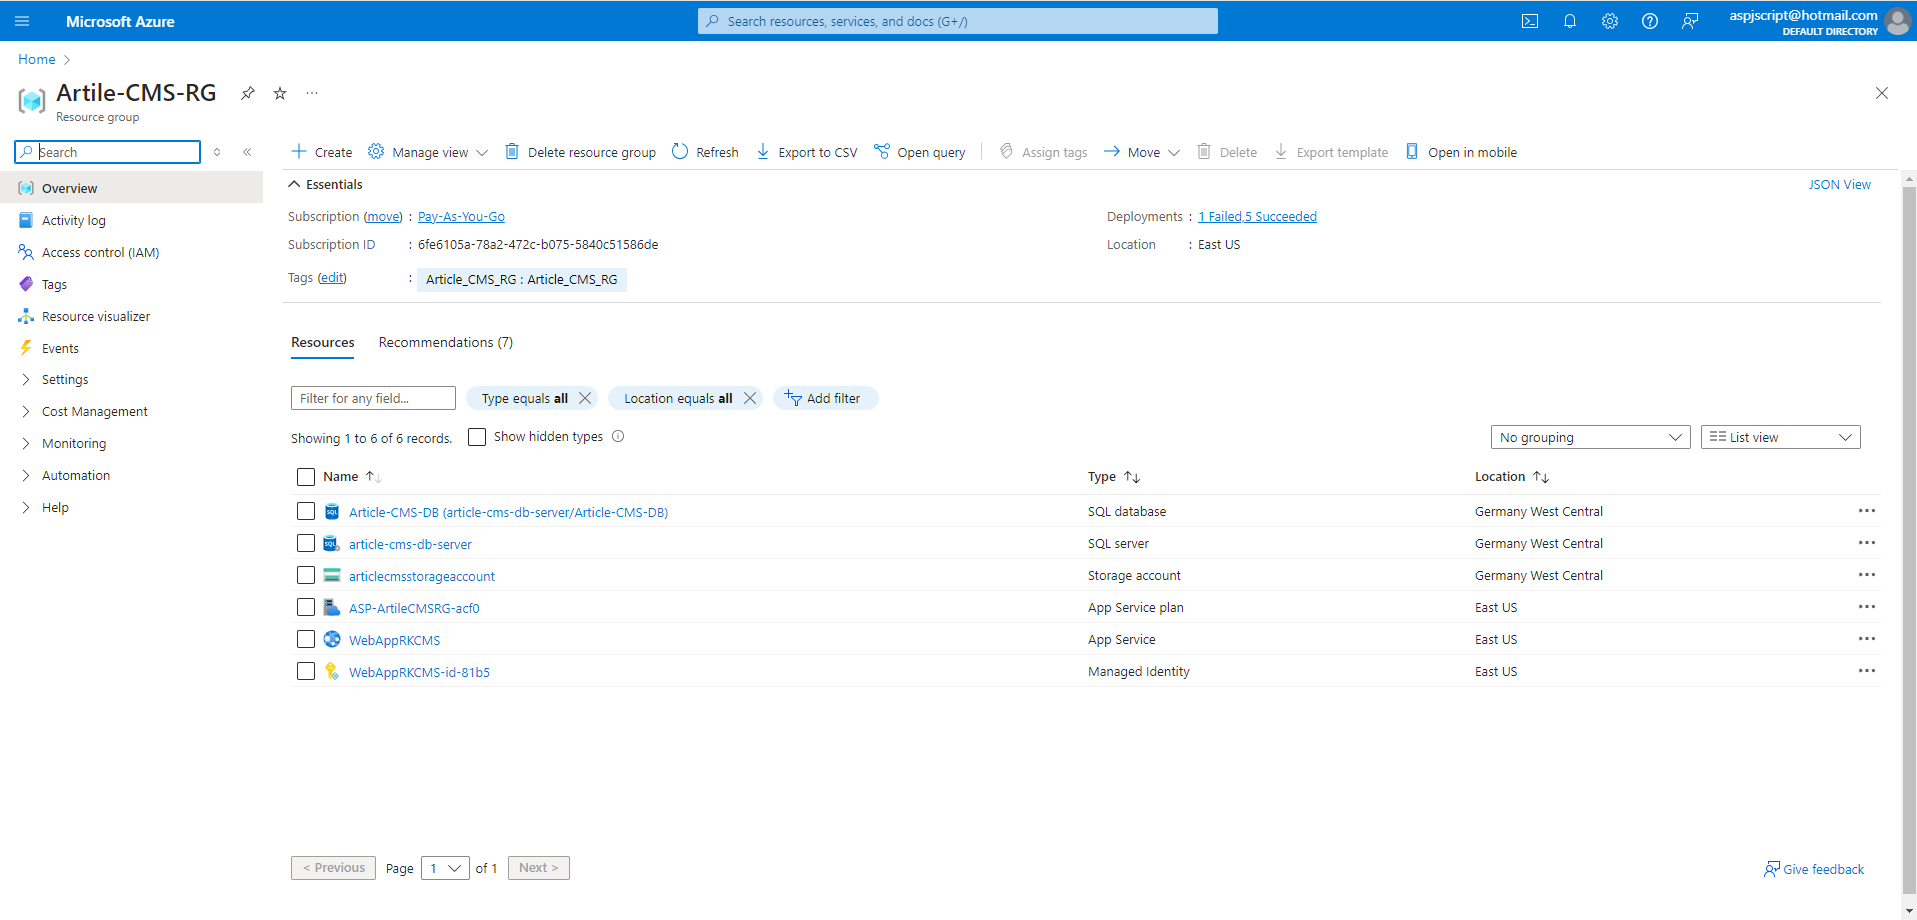 Microsoft Azure
Search resources, services, and docs (G+/)
aspjscript@hotmail.com
DEFAULT DIRECTORY
Home
Artile-CMS-RG
Resource group
Search
Create
Manage view
Delete resource group
Refresh
Export to CSV
Open query
Assign tags
Move
Delete
Export template
Open in mobile
Overview
Activity log
Access control (IAM)
Tags
Resource visualizer
Events
Settings
Cost Management
Monitoring
Automation
Help
Essentials
JSON View
Subscription (move) : Pay-As-You-Go
Subscription ID : 6fe6105a-78a2-472c-b075-5840c51586de
Tags (edit) : Article_CMS_RG : Article_CMS_RG
Deployments : 1 Failed,5 Succeeded
Location : East US
Resources
Recommendations (7)
Filter for any field...
Type equals all
Location equals all
Add filter
Showing 1 to 6 of 6 records.
Show hidden types
No grouping
List view
Name Type Location
Article-CMS-DB (article-cms-db-server/Article-CMS-DB) SQL database Germany West Central
article-cms-db-server SQL server Germany West Central
articlecmsstorageaccount Storage account Germany West Central
ASP-ArtileCMSRG-acf0 App Service plan East US
WebAppRKCMS App Service East US
WebAppRKCMS-id-81b5 Managed Identity East US
< Previous Page 1 of 1 Next >
Give feedback